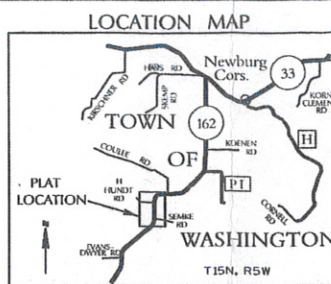 LOCATION MAP
Newburg
Cors.
HASS RD
33
KIRSCHNER RD
SKEMP
RD
KORN
CLEMEN
RD
TOWN
162
H
COULEE RD
OF
KOENEN
RD
PLAT
LOCATION
H
HUNDT
RD
PI
SEMKE
RD
CORNELL
RD
N
EVANS-
DWYER RD
WASHINGTON
T15N, R5W